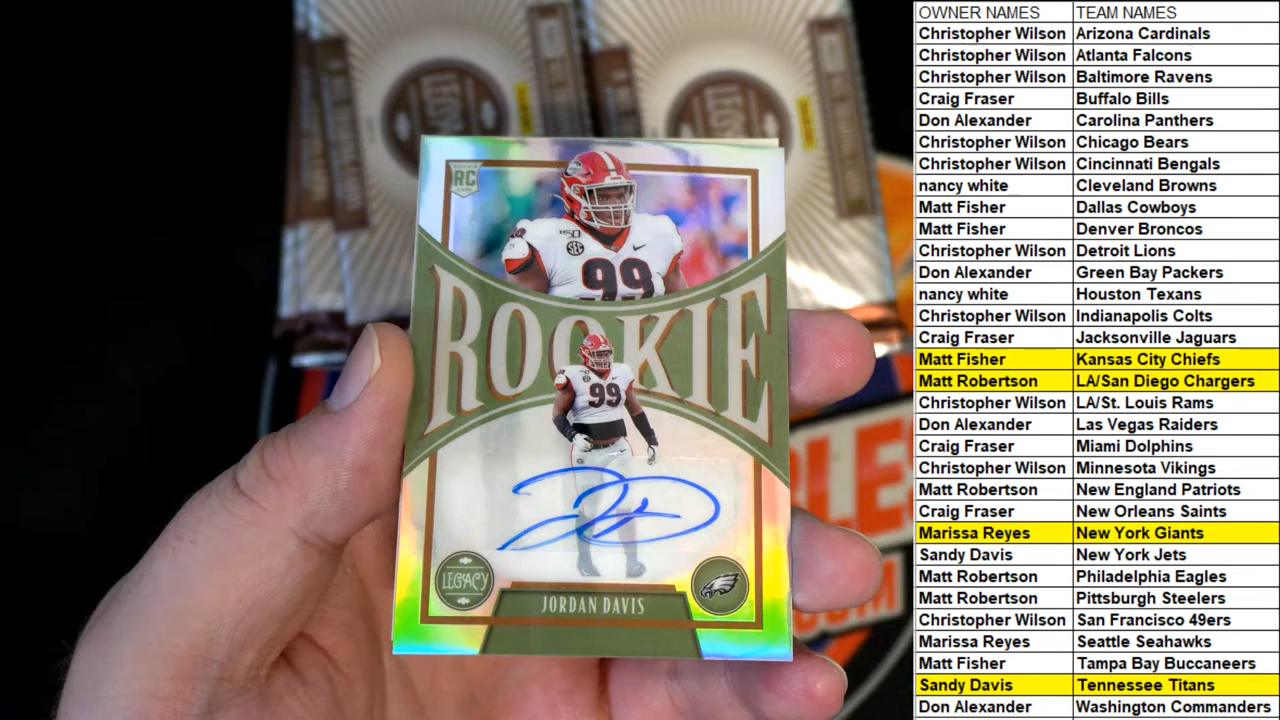 LEGACY
LEGACY
RC
150
SEC
99
99
ROOKIE
99
LEGACY
JORDAN DAVIS
OWNER NAMES TEAM NAMES
Christopher Wilson Arizona Cardinals
Christopher Wilson Atlanta Falcons
Christopher Wilson Baltimore Ravens
Craig Fraser Buffalo Bills
Don Alexander Carolina Panthers
Christopher Wilson Chicago Bears
Christopher Wilson Cincinnati Bengals
nancy white Cleveland Browns
Matt Fisher Dallas Cowboys
Matt Fisher Denver Broncos
Christopher Wilson Detroit Lions
Don Alexander Green Bay Packers
nancy white Houston Texans
Christopher Wilson Indianapolis Colts
Craig Fraser Jacksonville Jaguars
Matt Fisher Kansas City Chiefs
Matt Robertson LA/San Diego Chargers
Christopher Wilson LA/St. Louis Rams
Don Alexander Las Vegas Raiders
Craig Fraser Miami Dolphins
Christopher Wilson Minnesota Vikings
Matt Robertson New England Patriots
Craig Fraser New Orleans Saints
Marissa Reyes New York Giants
Sandy Davis New York Jets
Matt Robertson Philadelphia Eagles
Matt Robertson Pittsburgh Steelers
Christopher Wilson San Francisco 49ers
Marissa Reyes Seattle Seahawks
Matt Fisher Tampa Bay Buccaneers
Sandy Davis Tennessee Titans
Don Alexander Washington Commanders